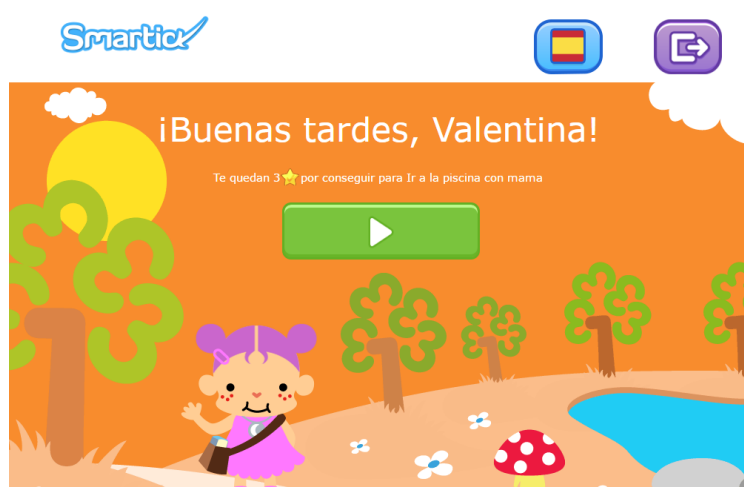 Smartick
¡Buenas tardes, Valentina!
Te quedan 3 por conseguir para Ir a la piscina con mama